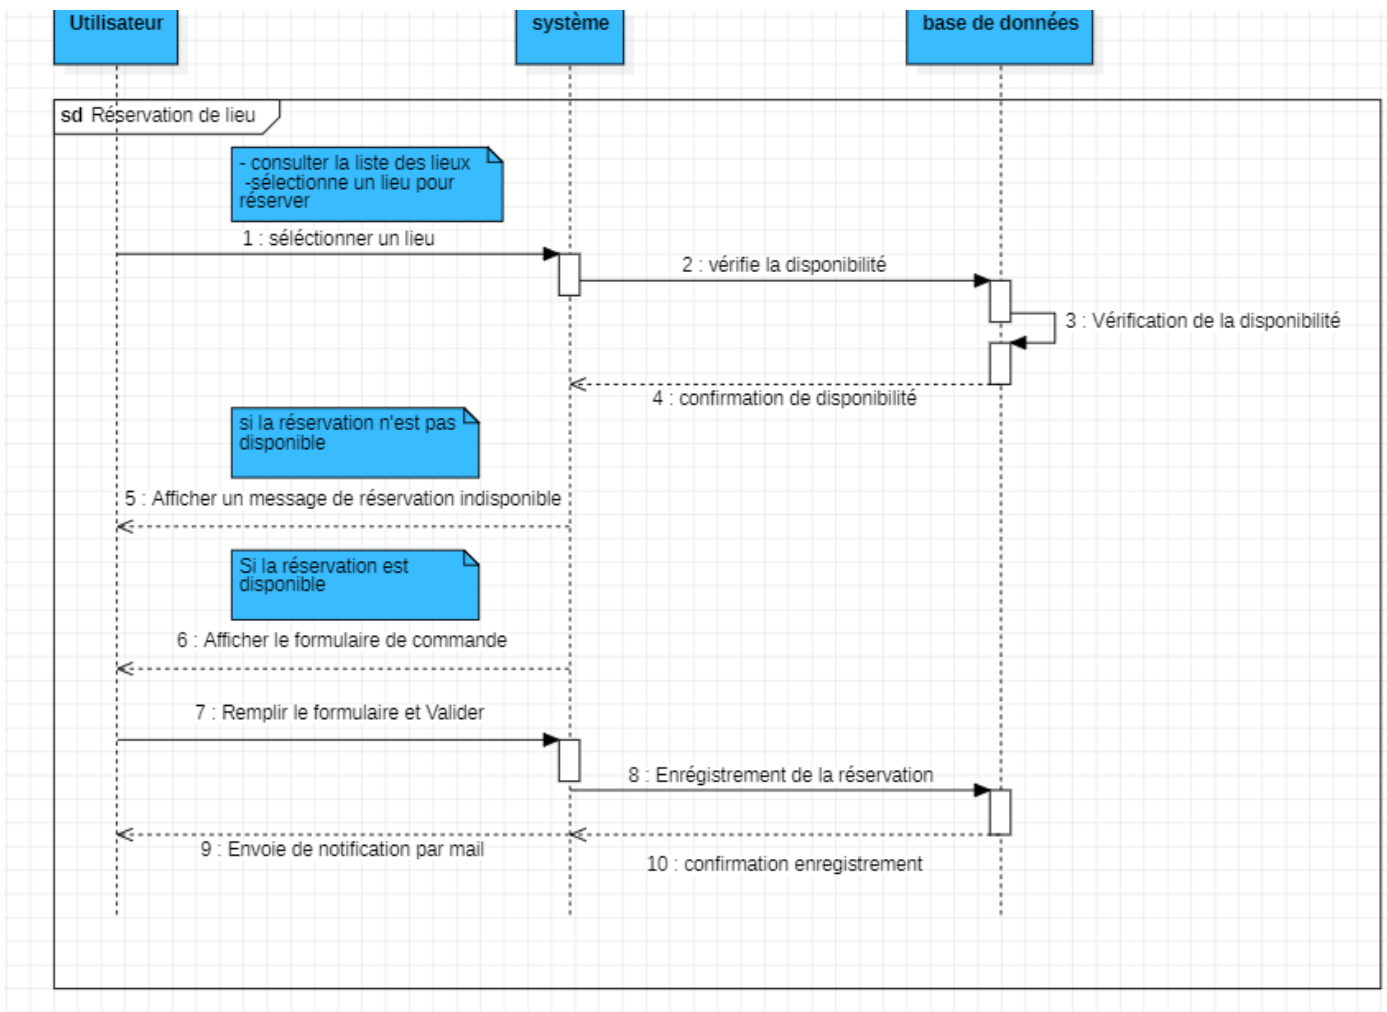 Utilisateur
système
base de données
sd Réservation de lieu
- consulter la liste des lieux
-sélectionne un lieu pour
réserver
1 : séléctionner un lieu
2 : vérifie la disponibilité
3 : Vérification de la disponibilité
4 : confirmation de disponibilité
si la réservation n'est pas
disponible
5 : Afficher un message de réservation indisponible
Si la réservation est
disponible
6 : Afficher le formulaire de commande
7 : Remplir le formulaire et Valider
8 : Enrégistrement de la réservation
9 : Envoie de notification par mail
10 : confirmation enregistrement